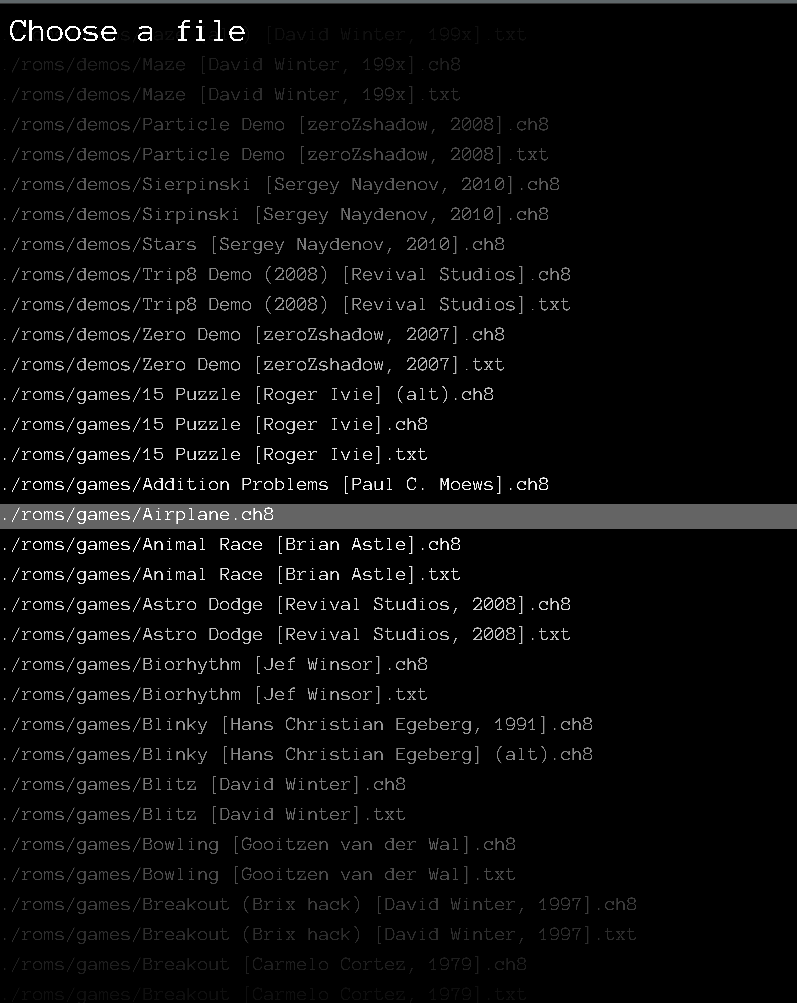 Choose a file
[David Winter, 199x].txt
./roms/demos/Maze [David Winter, 199x].ch8
./roms/demos/Maze [David Winter, 199x].txt
./roms/demos/Particle Demo [zeroZshadow, 2008].ch8
./roms/demos/Particle Demo [zeroZshadow, 2008].txt
./roms/demos/Sierpinski [Sergey Naydenov, 2010].ch8
./roms/demos/Sirpinski [Sergey Naydenov, 2010].ch8
./roms/demos/Stars [Sergey Naydenov, 2010].ch8
./roms/demos/Trip8 Demo (2008) [Revival Studios].ch8
./roms/demos/Trip8 Demo (2008) [Revival Studios].txt
./roms/demos/Zero Demo [zeroZshadow, 2007].ch8
./roms/demos/Zero Demo [zeroZshadow, 2007].txt
./roms/games/15 Puzzle [Roger Ivie] (alt).ch8
./roms/games/15 Puzzle [Roger Ivie].ch8
./roms/games/15 Puzzle [Roger Ivie].txt
./roms/games/Addition Problems [Paul C. Moews].ch8
./roms/games/Airplane.ch8
./roms/games/Animal Race [Brian Astle].ch8
./roms/games/Animal Race [Brian Astle].txt
./roms/games/Astro Dodge [Revival Studios, 2008].ch8
./roms/games/Astro Dodge [Revival Studios, 2008].txt
./roms/games/Biorhythm [Jef Winsor].ch8
./roms/games/Biorhythm [Jef Winsor].txt
./roms/games/Blinky [Hans Christian Egeberg, 1991].ch8
./roms/games/Blinky [Hans Christian Egeberg] (alt).ch8
./roms/games/Blitz [David Winter].ch8
./roms/games/Blitz [David Winter].txt
./roms/games/Bowling [Gooitzen van der Wal].ch8
./roms/games/Bowling [Gooitzen van der Wal].txt
./roms/games/Breakout (Brix hack) [David Winter, 1997].ch8
./roms/games/Breakout (Brix hack) [David Winter, 1997].txt
./roms/games/Breakout [Carmelo Cortez, 1979].ch8
./roms/games/Breakout [Carmelo Cortez, 1979].txt